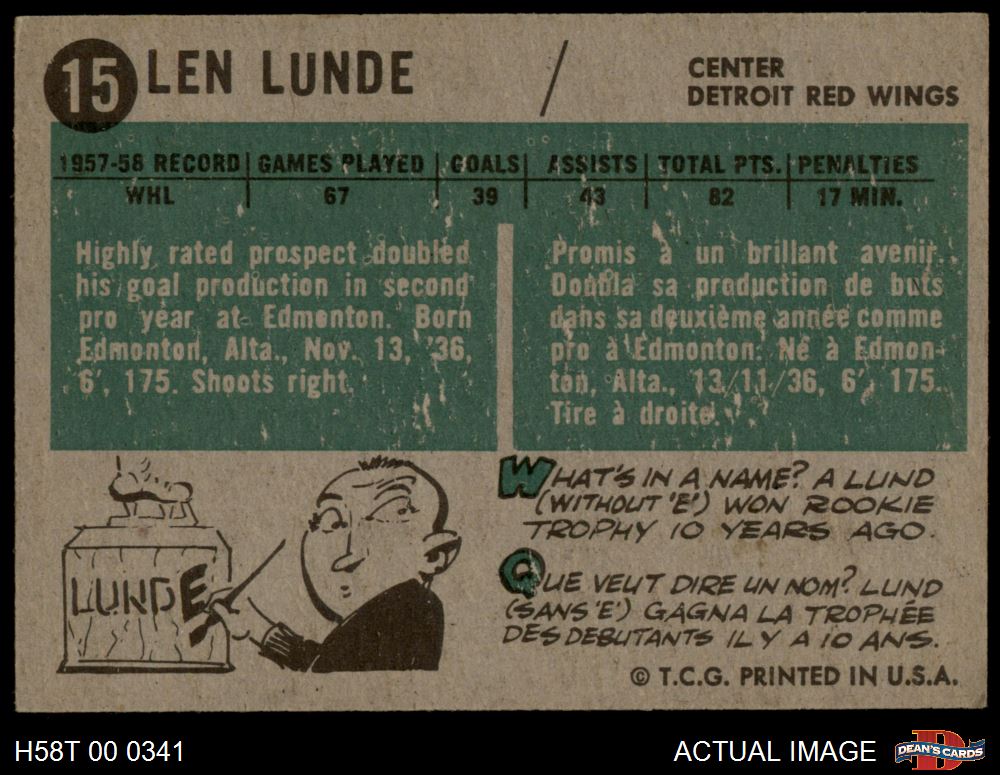 15 LEN LUNDE / CENTER
DETROIT RED WINGS
1957-58 RECORD | GAMES PLAYED | GOALS | ASSISTS | TOTAL PTS. | PENALTIES
WHL | 67 | 39 | 43 | 82 | 17 MIN.
Highly rated prospect doubled
his goal production in second
pro year at Edmonton. Born
Edmonton, Alta., Nov. 13, '36,
6', 175. Shoots right.
Promis à un brillant avenir.
Doubla sa production de buts
dans sa deuxième année comme
pro à Edmonton. Né à Edmon-
ton, Alta., 13/11/36, 6', 175.
Tire à droite.
LUNDE
WHAT'S IN A NAME? A LUND
(WITHOUT 'E') WON ROOKIE
TROPHY 10 YEARS AGO.
QUE VEUT DIRE UN NOM? LUND
(SANS 'E') GAGNA LA TROPHÉE
DES DEBUTANTS IL Y A 10 ANS.
© T.C.G. PRINTED IN U.S.A.
H58T 00 0341
ACTUAL IMAGE
D
DEAN'S CARDS